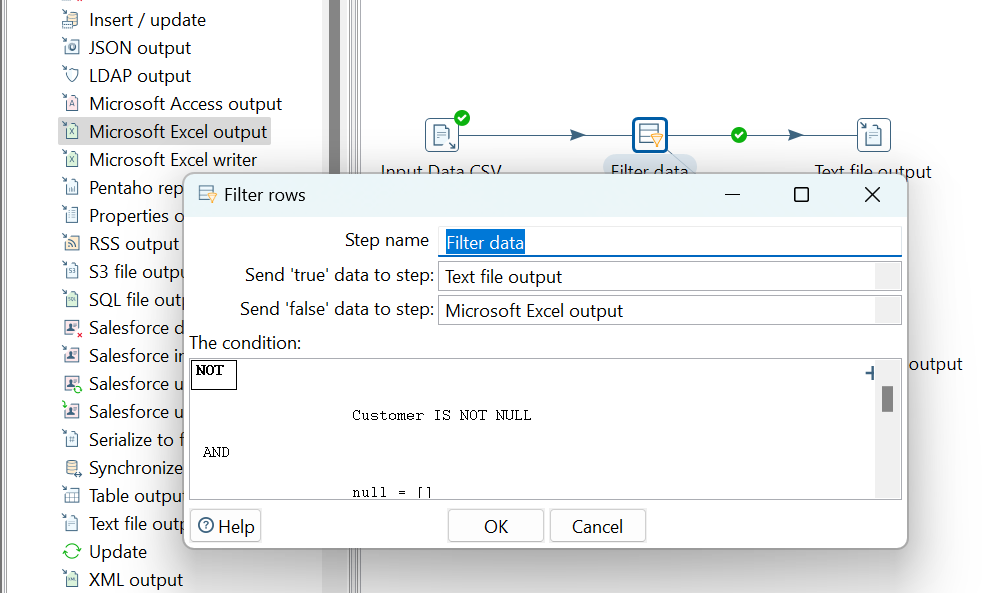 Insert / update
JSON output
LDAP output
Microsoft Access output
Microsoft Excel output
Microsoft Excel writer
Pentaho rep
Properties o
RSS output
S3 file outpu
SQL file outp
Salesforce d
Salesforce in
Salesforce u
Salesforce u
Serialize to f
Synchronize
Table output
Text file outp
Update
XML output
Input Data CSV
Filter data
Text file output
output
Filter rows
Step name Filter data
Send 'true' data to step: Text file output
Send 'false' data to step: Microsoft Excel output
The condition:
NOT
+
Customer IS NOT NULL
AND
null = []
Help
OK
Cancel